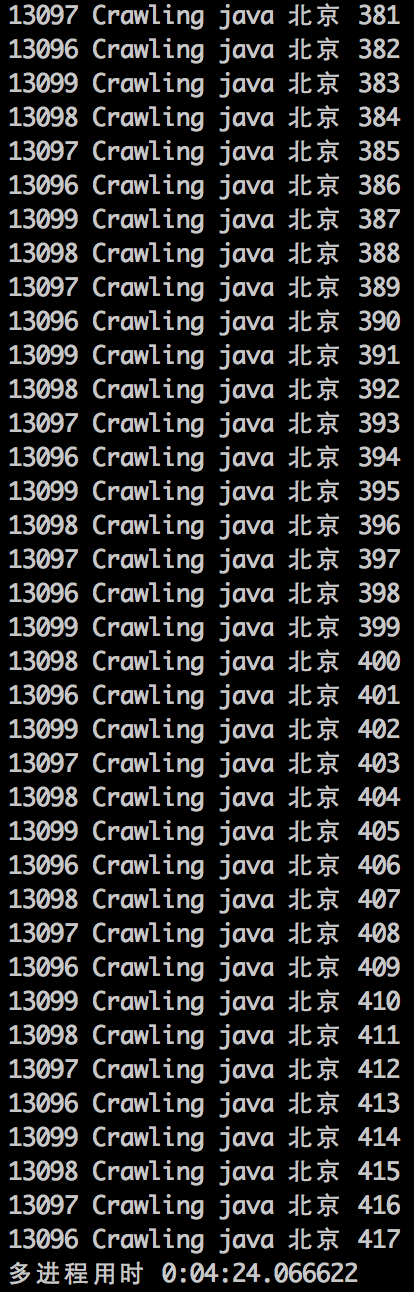 13097 Crawling java 北京 381
13096 Crawling java 北京 382
13099 Crawling java 北京 383
13098 Crawling java 北京 384
13097 Crawling java 北京 385
13096 Crawling java 北京 386
13099 Crawling java 北京 387
13098 Crawling java 北京 388
13097 Crawling java 北京 389
13096 Crawling java 北京 390
13099 Crawling java 北京 391
13098 Crawling java 北京 392
13097 Crawling java 北京 393
13096 Crawling java 北京 394
13099 Crawling java 北京 395
13098 Crawling java 北京 396
13097 Crawling java 北京 397
13096 Crawling java 北京 398
13099 Crawling java 北京 399
13098 Crawling java 北京 400
13096 Crawling java 北京 401
13099 Crawling java 北京 402
13097 Crawling java 北京 403
13098 Crawling java 北京 404
13099 Crawling java 北京 405
13096 Crawling java 北京 406
13098 Crawling java 北京 407
13097 Crawling java 北京 408
13096 Crawling java 北京 409
13099 Crawling java 北京 410
13098 Crawling java 北京 411
13097 Crawling java 北京 412
13096 Crawling java 北京 413
13099 Crawling java 北京 414
13098 Crawling java 北京 415
13097 Crawling java 北京 416
13096 Crawling java 北京 417
多进程用时 0:04:24.066622